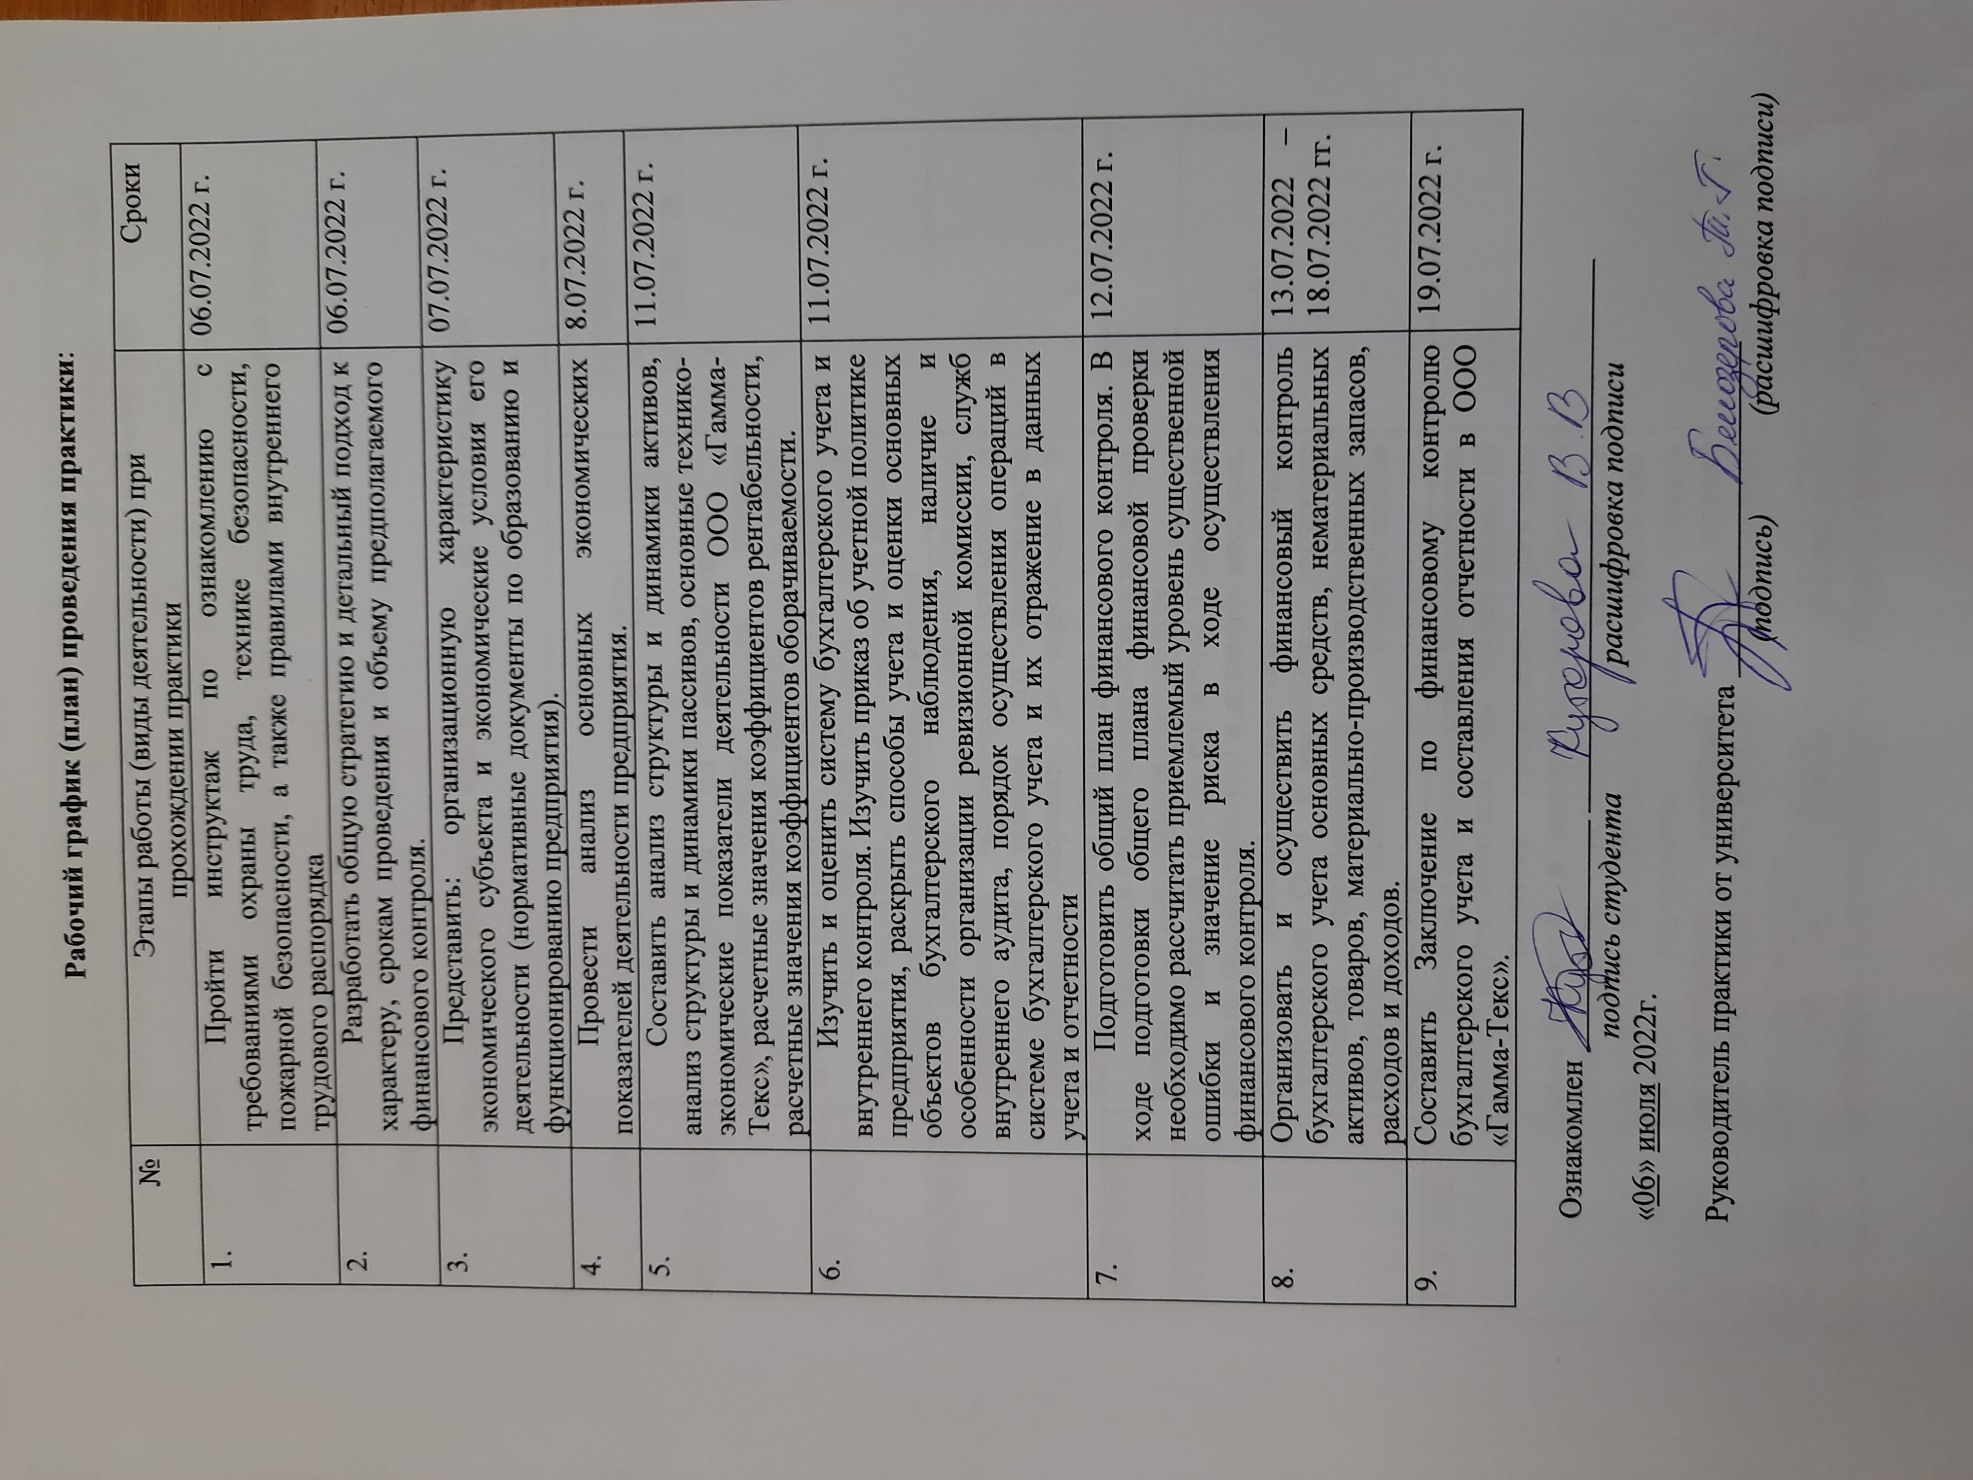 Рабочий график (план) проведения практики:
№ Этапы работы (виды деятельности) при Сроки
прохождении практики
1. Пройти инструктаж по ознакомлению с 06.07.2022 г.
требованиями охраны труда, технике безопасности,
пожарной безопасности, а также правилами внутреннего
трудового распорядка
2. Разработать общую стратегию и детальный подход к 06.07.2022 г.
характеру, срокам проведения и объему предполагаемого
финансового контроля.
3. Представить: организационную характеристику 07.07.2022 г.
экономического субъекта и экономические условия его
деятельности (нормативные документы по образованию и
функционированию предприятия).
4. Провести анализ основных экономических 8.07.2022 г.
показателей деятельности предприятия.
5. Составить анализ структуры и динамики активов, 11.07.2022 г.
анализ структуры и динамики пассивов, основные технико-
экономические показатели деятельности ООО «Гамма-
Текс», расчетные значения коэффициентов рентабельности,
расчетные значения коэффициентов оборачиваемости.
6. Изучить и оценить систему бухгалтерского учета и 11.07.2022 г.
внутреннего контроля. Изучить приказ об учетной политике
предприятия, раскрыть способы учета и оценки основных
объектов бухгалтерского наблюдения, наличие и
особенности организации ревизионной комиссии, служб
внутреннего аудита, порядок осуществления операций в
системе бухгалтерского учета и их отражение в данных
учета и отчетности
7. Подготовить общий план финансового контроля. В 12.07.2022 г.
ходе подготовки общего плана финансовой проверки
необходимо рассчитать приемлемый уровень существенной
ошибки и значение риска в ходе осуществления
финансового контроля.
8. Организовать и осуществить финансовый контроль 13.07.2022 –
бухгалтерского учета основных средств, нематериальных 18.07.2022 гг.
активов, товаров, материально-производственных запасов,
расходов и доходов.
9. Составить Заключение по финансовому контролю 19.07.2022 г.
бухгалтерского учета и составления отчетности в ООО
«Гамма-Текс».
Ознакомлен В.В
подпись студента расшифровка подписи
«06» июля 2022г.
Руководитель практики от университета Белозерова Т.Г.
(подпись) (расшифровка подписи)